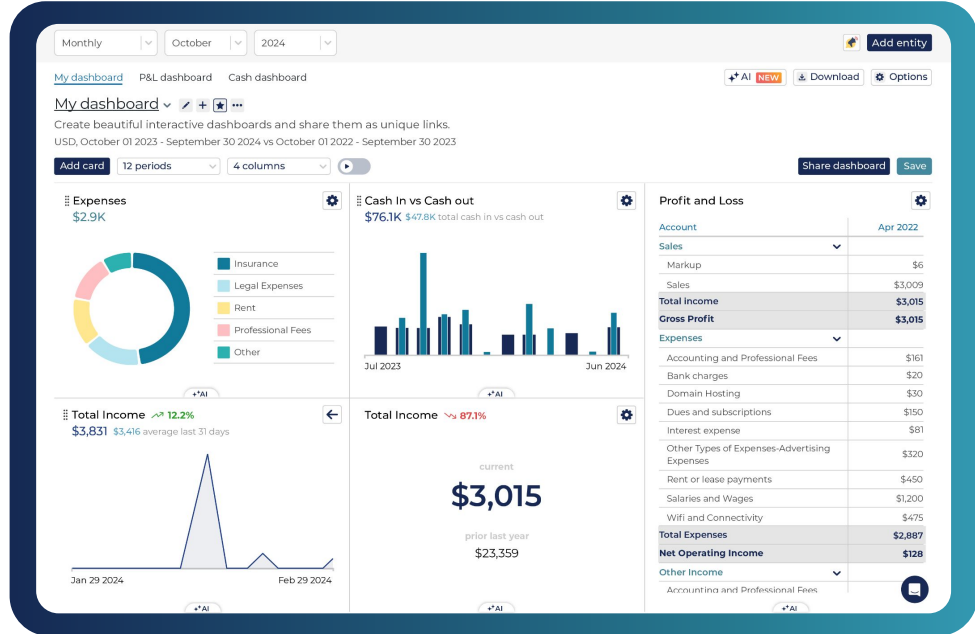 Monthly October 2024 Add entity
My dashboard P&L dashboard Cash dashboard AI NEW Download Options
My dashboard
Create beautiful interactive dashboards and share them as unique links.
USD, October 01 2023 - September 30 2024 vs October 01 2022 - September 30 2023
Add card 12 periods 4 columns Share dashboard Save
Expenses
$2.9K
Insurance
Legal Expenses
Rent
Professional Fees
Other
AI
Cash In vs Cash out
$76.1K $47.8K total cash in vs cash out
Jul 2023 Jun 2024
AI
Total Income 12.2%
$3,831 $3,416 average last 31 days
Jan 29 2024 Feb 29 2024
AI
Total Income 87.1%
current
$3,015
prior last year
$23,359
AI
Profit and Loss
Account Apr 2022
Sales
Markup $6
Sales $3,009
Total income $3,015
Gross Profit $3,015
Expenses
Accounting and Professional Fees $161
Bank charges $20
Domain Hosting $30
Dues and subscriptions $150
Interest expense $81
Other Types of Expenses-Advertising
Expenses $320
Rent or lease payments $450
Salaries and Wages $1,200
Wifi and Connectivity $475
Total Expenses $2,887
Net Operating Income $128
Other Income
Accounting and Professional Fees
AI